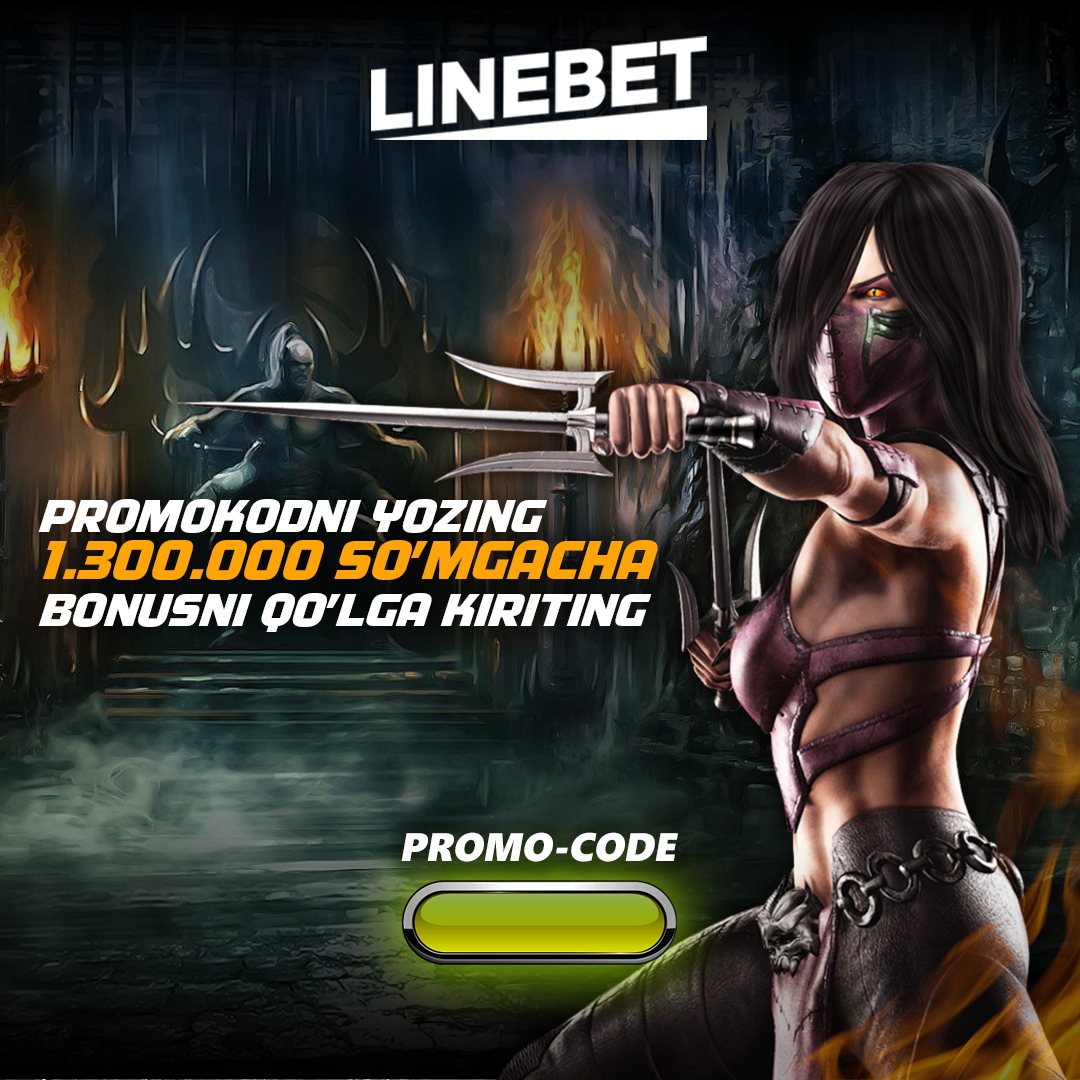 LINEBET
PROMOKODNI YOZING
1.300.000 SO'MGACHA
BONUSNI QO'LGA KIRITING
PROMO-CODE